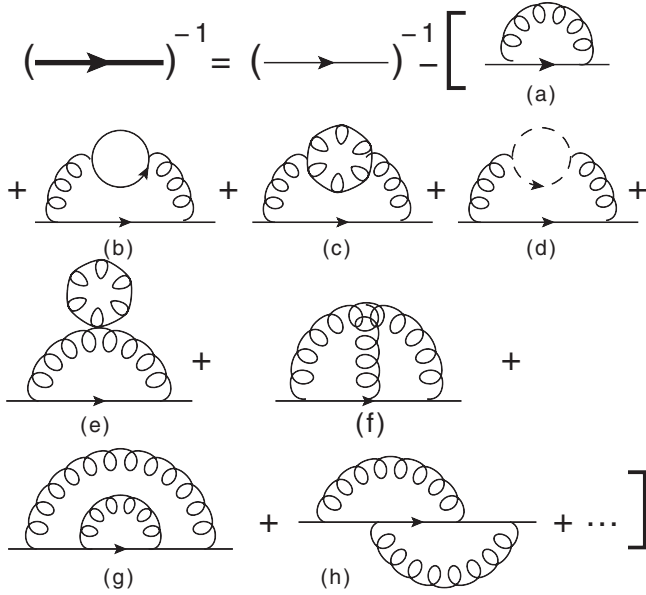 ( )−1 = ( )−1 − [
(a)
+ + + +
(b) (c) (d)
+ +
(e) (f)
+ + ... ]
(g) (h)